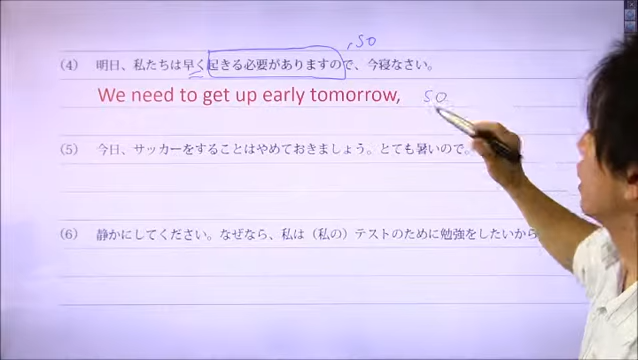 , so
(4) 明日、私たちは早く起きる必要がありますので、今寝なさい。
We need to get up early tomorrow, so
(5) 今日、サッカーをすることはやめておきましょう。とても暑いので。
(6) 静かにしてください。なぜなら、私は（私の）テストのために勉強をしたいから